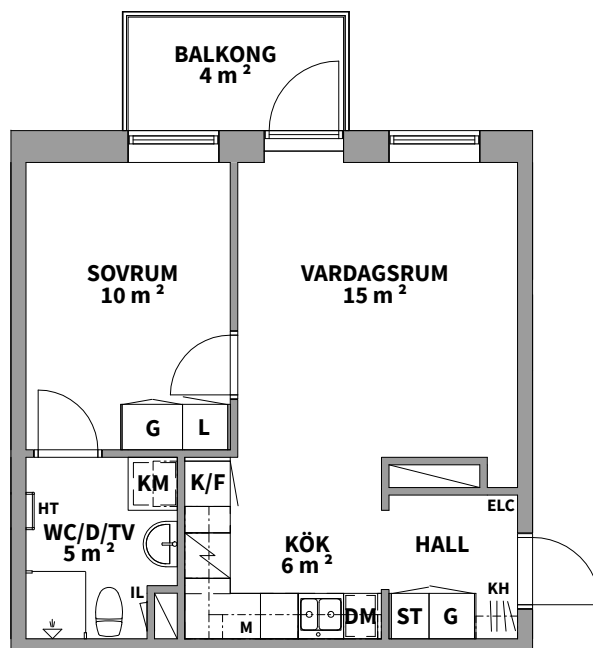 BALKONG
4 m ²
SOVRUM
10 m ²
VARDAGSRUM
15 m ²
G
L
KM
K/F
HT
WC/D/TV
5 m ²
ELC
KÖK
6 m ²
HALL
IL
KH
M
DM
ST
G